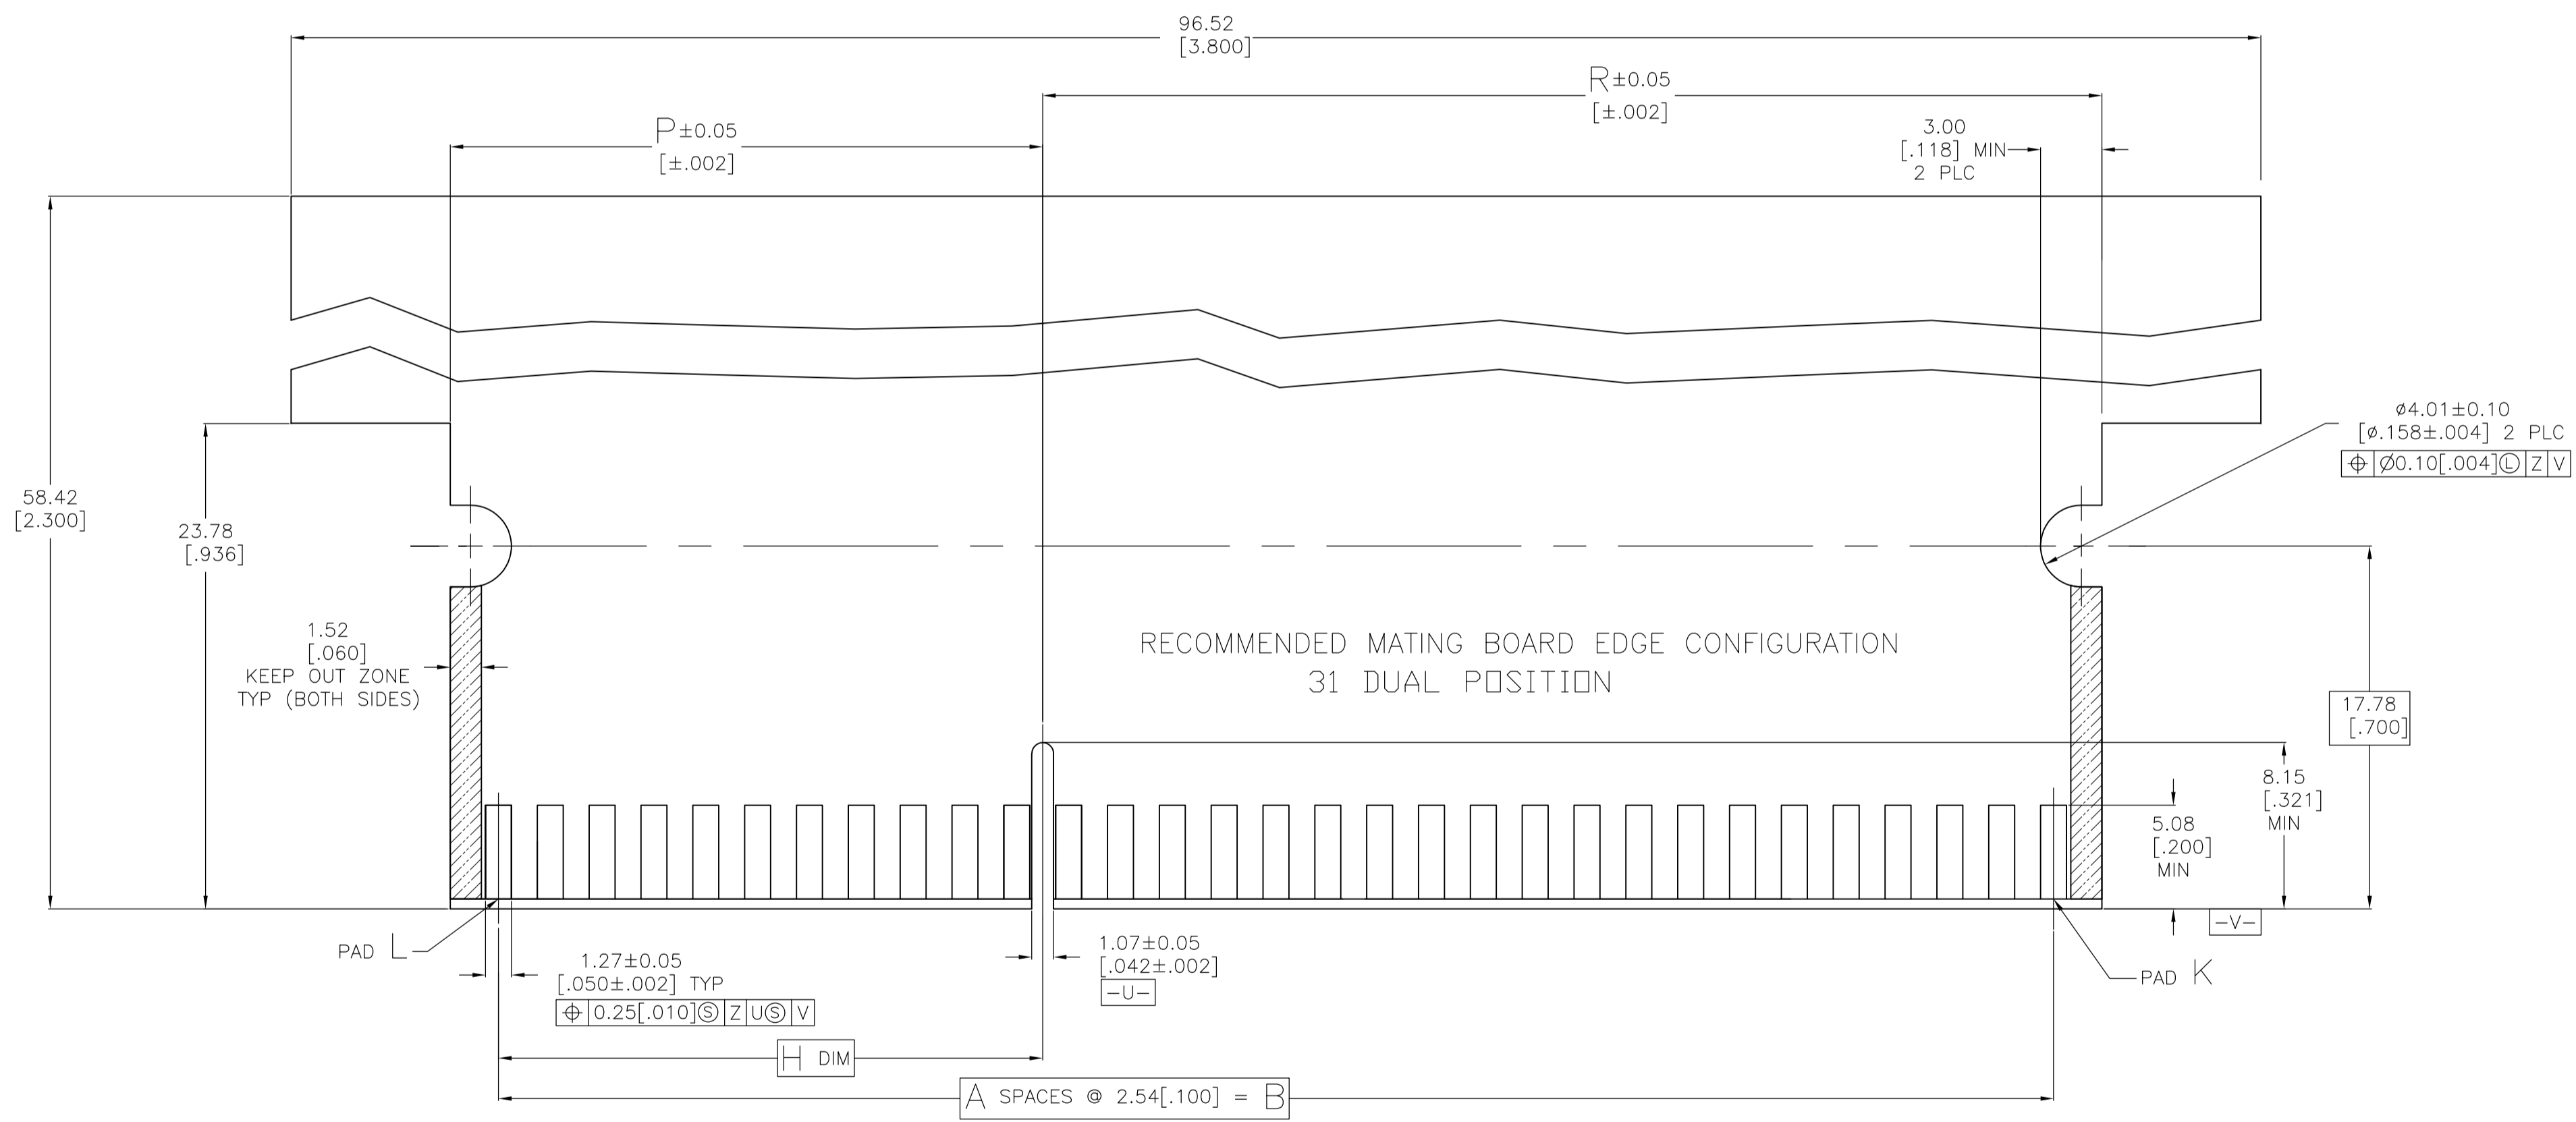 96.52
[3.800]
R±0.05
[±.002]
P±0.05
[±.002]
3.00
[.118] MIN
2 PLC
⌀4.01±0.10
[⌀.158±.004] 2 PLC
⌖ ⌀0.10[.004]Ⓛ Z V
58.42
[2.300]
23.78
[.936]
1.52
[.060]
KEEP OUT ZONE
TYP (BOTH SIDES)
RECOMMENDED MATING BOARD EDGE CONFIGURATION
31 DUAL POSITION
17.78
[.700]
8.15
[.321]
MIN
5.08
[.200]
MIN
-V-
PAD L
1.27±0.05
[.050±.002] TYP
⌖ 0.25[.010]Ⓢ Z UⓈ V
1.07±0.05
[.042±.002]
-U-
PAD K
H DIM
A SPACES @ 2.54[.100] = B